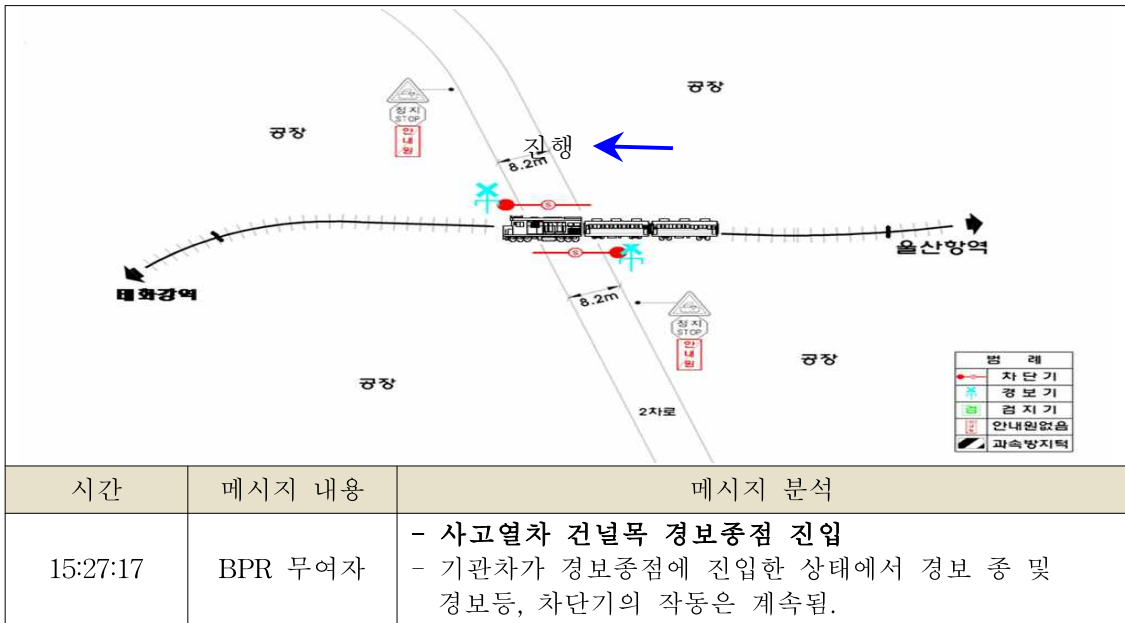 공장
정지
STOP
안내원
공장
진행
8.2m
S
울산항역
태화강역
S
8.2m
정지
STOP
안내원
공장
공장
2차로
범 례
S 차 단 기
경 보 기
검 검 지 기
안내원없음
과속방지턱
시간 메시지 내용 메시지 분석
15:27:17 BPR 무여자
- 사고열차 건널목 경보종점 진입
- 기관차가 경보종점에 진입한 상태에서 경보 종 및
경보등, 차단기의 작동은 계속됨.